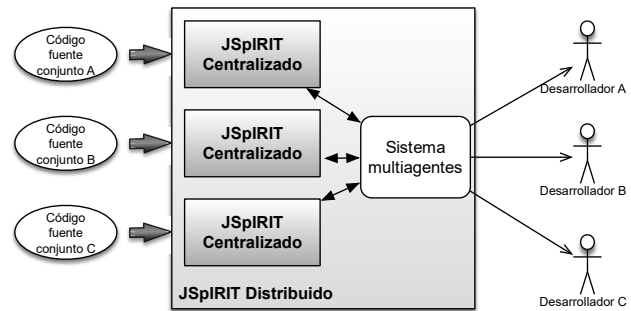 Código
fuente
conjunto A
JSpIRIT
Centralizado
Desarrollador A
Código
fuente
conjunto B
JSpIRIT
Centralizado
Sistema
multiagentes
Desarrollador B
Código
fuente
conjunto C
JSpIRIT
Centralizado
JSpIRIT Distribuido
Desarrollador C